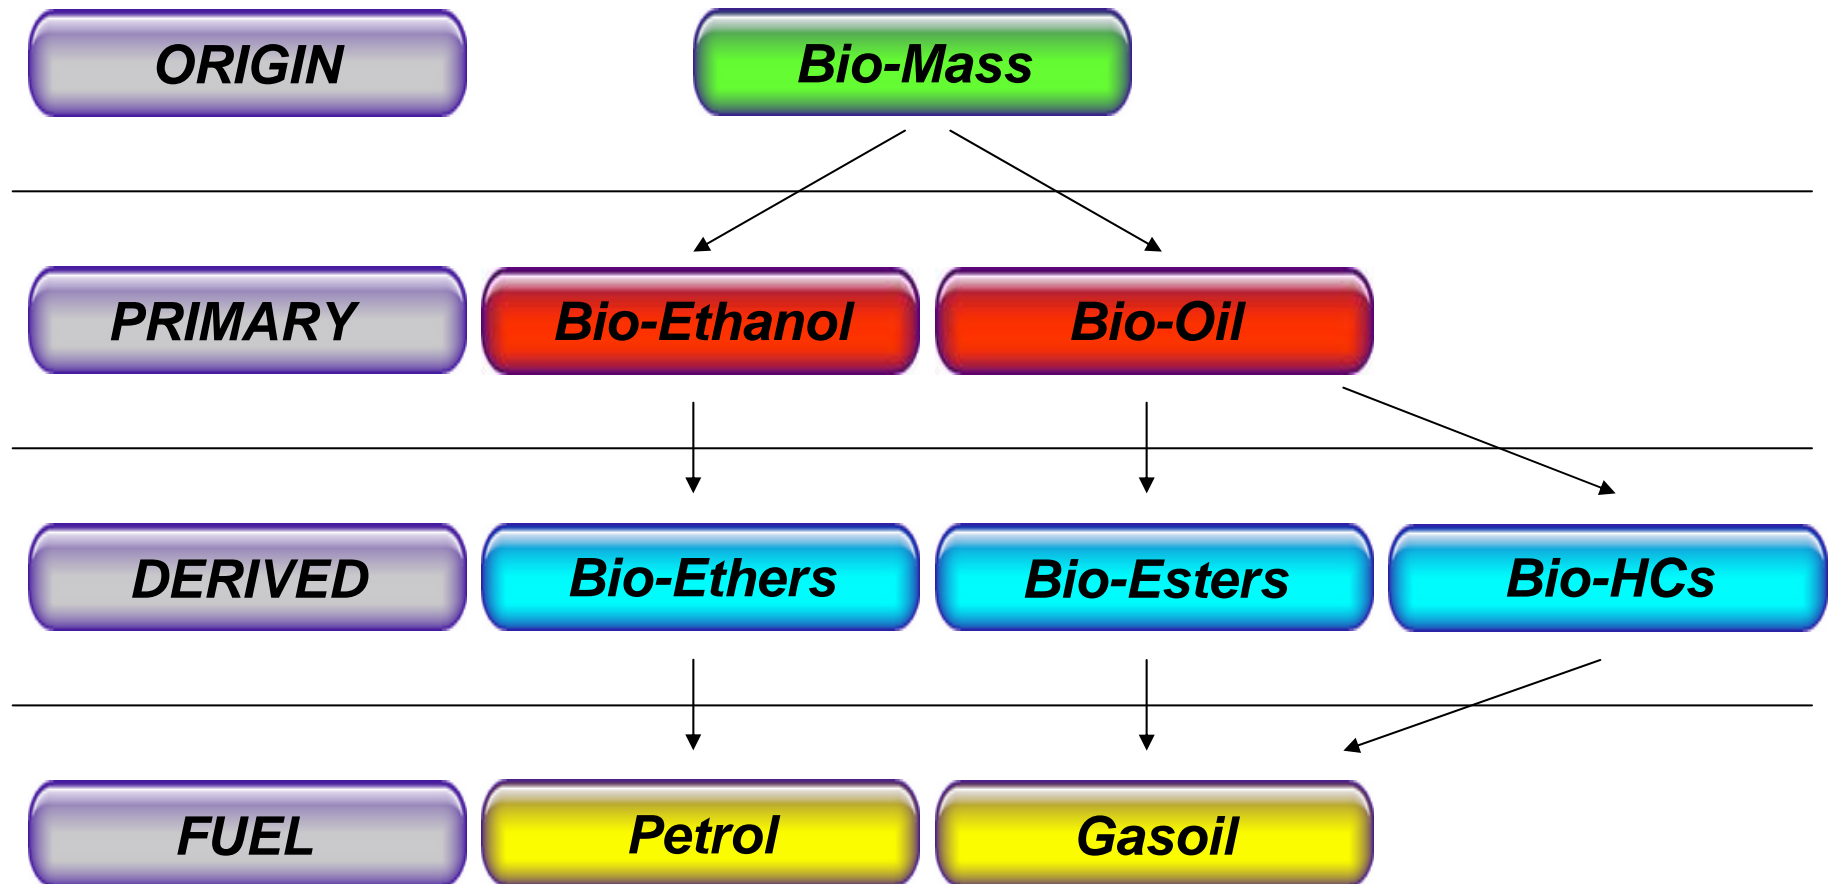 ORIGIN
Bio-Mass
PRIMARY
Bio-Ethanol
Bio-Oil
DERIVED
Bio-Ethers
Bio-Esters
Bio-HCs
FUEL
Petrol
Gasoil